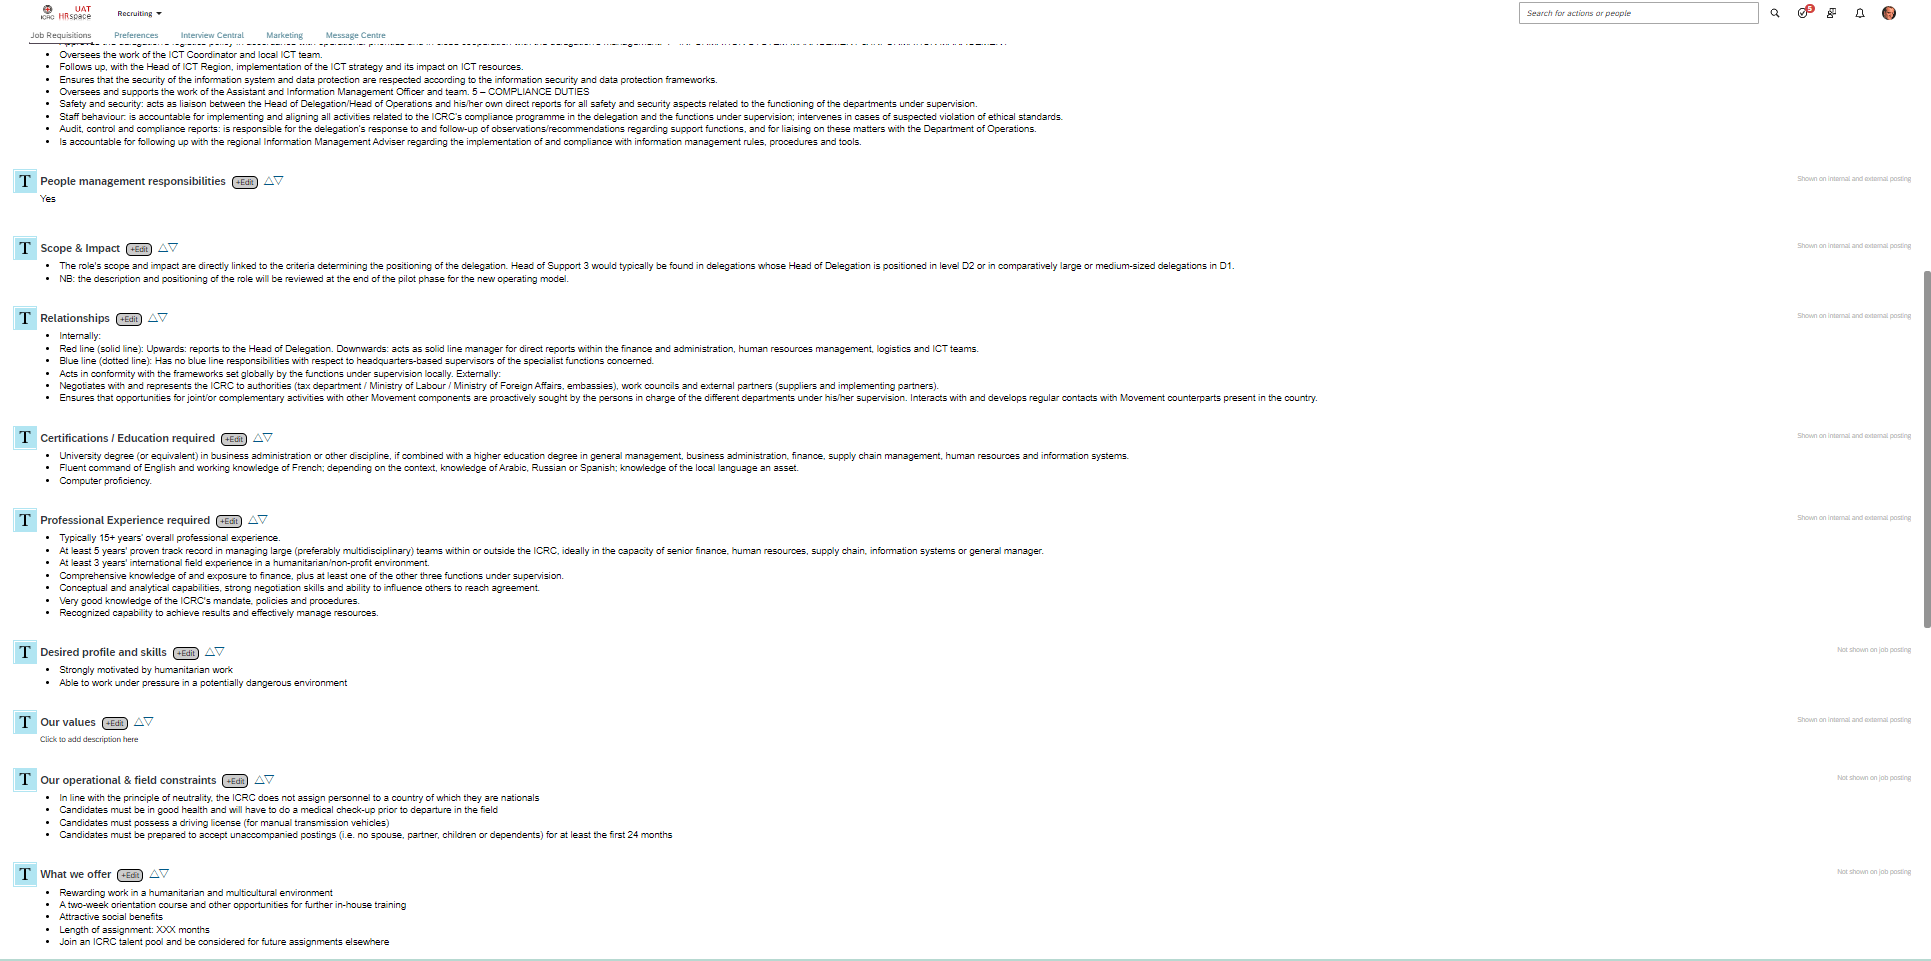 ICRC
UAT
HRspace
Recruiting
Search for actions or people
5
Job Requisitions Preferences Interview Central Marketing Message Centre
Oversees the work of the ICT Coordinator and local ICT team.
Follows up, with the Head of ICT Region, implementation of the ICT strategy and its impact on ICT resources.
Ensures that the security of the information system and data protection are respected according to the information security and data protection frameworks.
Oversees and supports the work of the Assistant and Information Management Officer and team. 5 – COMPLIANCE DUTIES
Safety and security: acts as liaison between the Head of Delegation/Head of Operations and his/her own direct reports for all safety and security aspects related to the functioning of the departments under supervision.
Staff behaviour: is accountable for implementing and aligning all activities related to the ICRC's compliance programme in the delegation and the functions under supervision; intervenes in cases of suspected violation of ethical standards.
Audit, control and compliance reports: is responsible for the delegation's response to and follow-up of observations/recommendations regarding support functions, and for liaising on these matters with the Department of Operations.
Is accountable for following up with the regional Information Management Adviser regarding the implementation of and compliance with information management rules, procedures and tools.
T People management responsibilities +Edit Shown on internal and external posting
Yes
T Scope & Impact +Edit Shown on internal and external posting
The role's scope and impact are directly linked to the criteria determining the positioning of the delegation. Head of Support 3 would typically be found in delegations whose Head of Delegation is positioned in level D2 or in comparatively large or medium-sized delegations in D1.
NB: the description and positioning of the role will be reviewed at the end of the pilot phase for the new operating model.
T Relationships +Edit Shown on internal and external posting
Internally:
Red line (solid line): Upwards: reports to the Head of Delegation. Downwards: acts as solid line manager for direct reports within the finance and administration, human resources management, logistics and ICT teams.
Blue line (dotted line): Has no blue line responsibilities with respect to headquarters-based supervisors of the specialist functions concerned.
Acts in conformity with the frameworks set globally by the functions under supervision locally. Externally:
Negotiates with and represents the ICRC to authorities (tax department / Ministry of Labour / Ministry of Foreign Affairs, embassies), work councils and external partners (suppliers and implementing partners).
Ensures that opportunities for joint/or complementary activities with other Movement components are proactively sought by the persons in charge of the different departments under his/her supervision. Interacts with and develops regular contacts with Movement counterparts present in the country.
T Certifications / Education required +Edit Shown on internal and external posting
University degree (or equivalent) in business administration or other discipline, if combined with a higher education degree in general management, business administration, finance, supply chain management, human resources and information systems.
Fluent command of English and working knowledge of French; depending on the context, knowledge of Arabic, Russian or Spanish; knowledge of the local language an asset.
Computer proficiency.
T Professional Experience required +Edit Shown on internal and external posting
Typically 15+ years' overall professional experience.
At least 5 years' proven track record in managing large (preferably multidisciplinary) teams within or outside the ICRC, ideally in the capacity of senior finance, human resources, supply chain, information systems or general manager.
At least 3 years' international field experience in a humanitarian/non-profit environment.
Comprehensive knowledge of and exposure to finance, plus at least one of the other three functions under supervision.
Conceptual and analytical capabilities, strong negotiation skills and ability to influence others to reach agreement.
Very good knowledge of the ICRC's mandate, policies and procedures.
Recognized capability to achieve results and effectively manage resources.
T Desired profile and skills +Edit Not shown on job posting
Strongly motivated by humanitarian work
Able to work under pressure in a potentially dangerous environment
T Our values +Edit Shown on internal and external posting
Click to add description here
T Our operational & field constraints +Edit Not shown on job posting
In line with the principle of neutrality, the ICRC does not assign personnel to a country of which they are nationals
Candidates must be in good health and will have to do a medical check-up prior to departure in the field
Candidates must possess a driving license (for manual transmission vehicles)
Candidates must be prepared to accept unaccompanied postings (i.e. no spouse, partner, children or dependents) for at least the first 24 months
T What we offer +Edit Not shown on job posting
Rewarding work in a humanitarian and multicultural environment
A two-week orientation course and other opportunities for further in-house training
Attractive social benefits
Length of assignment: XXX months
Join an ICRC talent pool and be considered for future assignments elsewhere